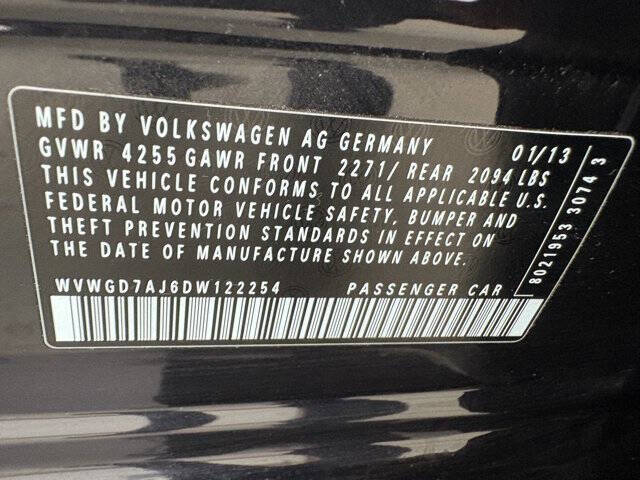 MFD BY VOLKSWAGEN AG GERMANY 01/13
GVWR 4255 GAWR FRONT 2271/ REAR 2094 LBS
THIS VEHICLE CONFORMS TO ALL APPLICABLE U.S.
FEDERAL MOTOR VEHICLE SAFETY, BUMPER AND
THEFT PREVENTION STANDARDS IN EFFECT ON
THE DATE OF MANUFACTURE SHOWN ABOVE.
WVWGD7AJ6DW122254 PASSENGER CAR
8021953 3074 3